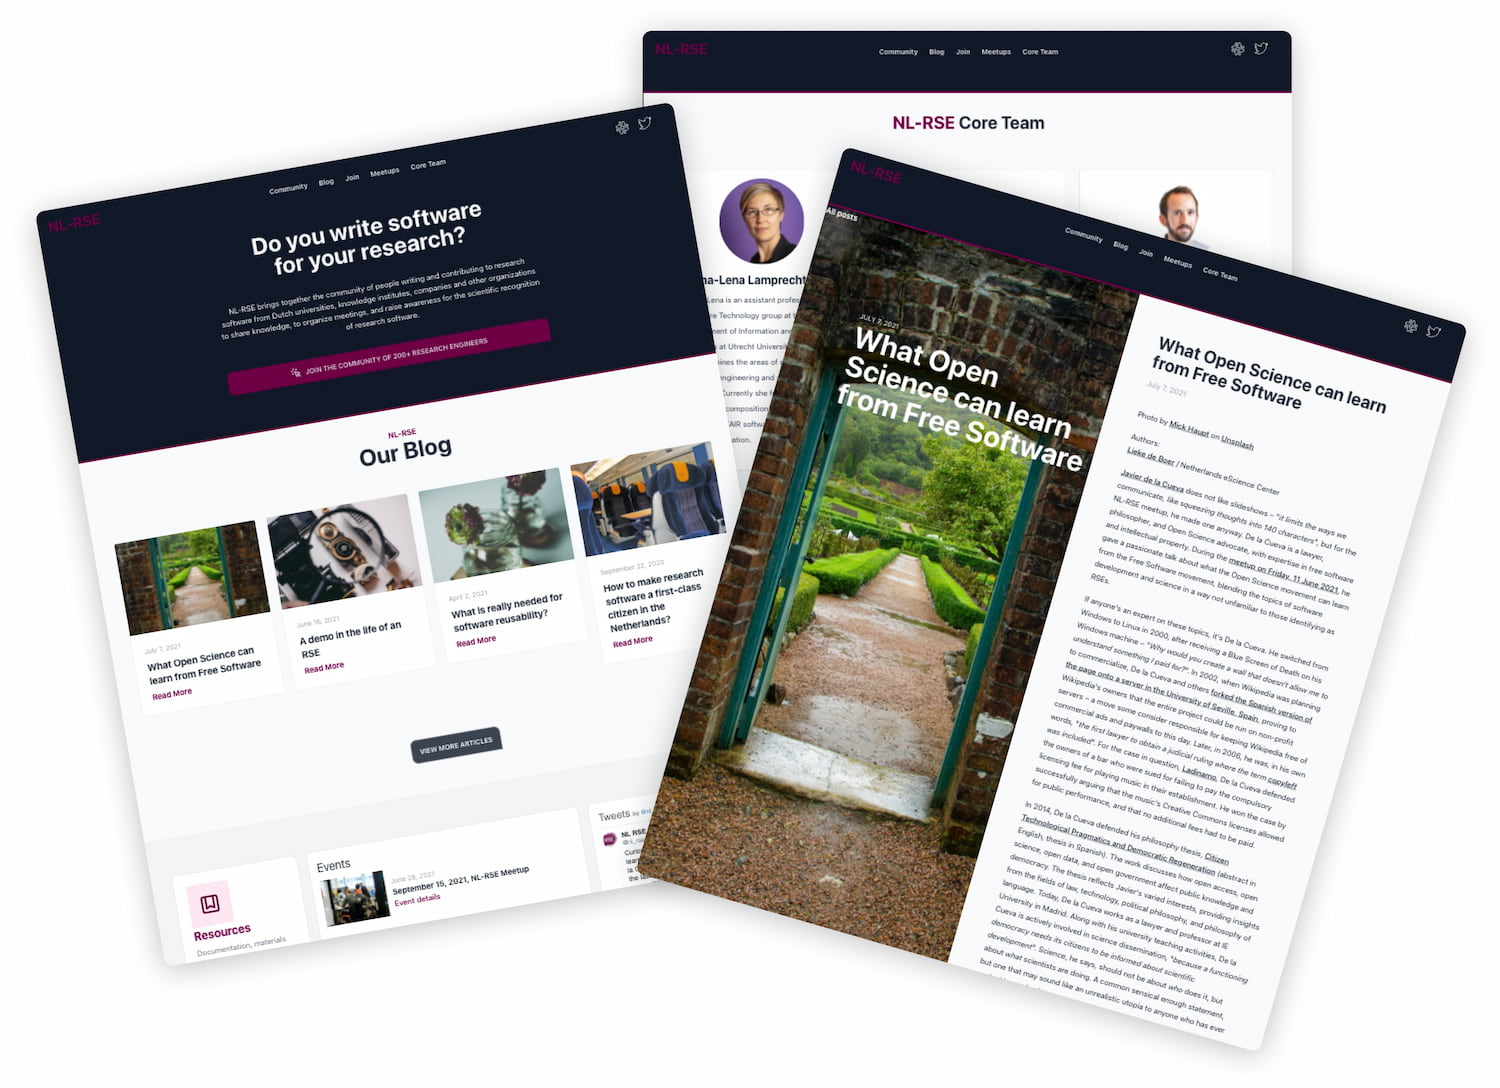 NL-RSE
Community Blog Join Meetups Core Team
Do you write software
for your research?
NL-RSE brings together the community of people writing and contributing to research
software from Dutch universities, knowledge institutes, companies and other organizations
to share knowledge, to organize meetings, and raise awareness for the scientific recognition
of research software.
JOIN THE COMMUNITY OF 200+ RESEARCH ENGINEERS
NL-RSE
Our Blog
July 7, 2021
What Open Science can
learn from Free Software
Read More
June 16, 2021
A demo in the life of an
RSE
Read More
April 2, 2021
What is really needed for
software reusability?
Read More
September 22, 2020
How to make research
software a first-class
citizen in the
Netherlands?
Read More
VIEW MORE ARTICLES
Resources
Documentation, materials
Events
June 28, 2021
September 15, 2021, NL-RSE Meetup
Event details
Tweets by
NL RSE
NL-RSE
Community Blog Join Meetups Core Team
NL-RSE Core Team
na-Lena Lamprecht
Lena is an assistant profes
re Technology group at t
ment of Information and
s at Utrecht Universi
ines the areas of
engineering and
Currently she
composition
FAIR softw
ation.
NL-RSE
Community Blog Join Meetups Core Team
All posts
JULY 7, 2021
What Open
Science can learn
from Free Software
What Open Science can learn
from Free Software
July 7, 2021
Photo by Mick Haupt on Unsplash
Authors:
Lieke de Boer / Netherlands eScience Center
Javier de la Cueva does not like slideshows – "it limits the ways we
communicate, like squeezing thoughts into 140 characters", but for the
NL-RSE meetup, he made one anyway. De la Cueva is a lawyer,
philosopher, and Open Science advocate, with expertise in free software
and intellectual property. During the meetup on Friday, 11 June 2021, he
gave a passionate talk about what the Open Science movement can learn
from the Free Software movement, blending the topics of software
development and science in a way not unfamiliar to those identifying as
RSEs.
If anyone's an expert on these topics, it's De la Cueva. He switched from
Windows to Linux in 2000, after receiving a Blue Screen of Death on his
Windows machine – "Why would you create a wall that doesn't allow me to
understand something I paid for?". In 2002, when Wikipedia was planning
to commercialize, De la Cueva and others forked the Spanish version of
the page onto a server in the University of Seville, Spain, proving to
Wikipedia's owners that the entire project could be run on non-profit
servers – a move some consider responsible for keeping Wikipedia free of
commercial ads and paywalls to this day. Later, in 2006, he was, in his own
words, "the first lawyer to obtain a judicial ruling where the term copyleft
was included". For the case in question, Ladinamo, De la Cueva defended
the owners of a bar who were sued for failing to pay the compulsory
licensing fee for playing music in their establishment. He won the case by
successfully arguing that the music's Creative Commons licenses allowed
for public performance, and that no additional fees had to be paid.
In 2014, De la Cueva defended his philosophy thesis, Citizen
Technological Pragmatics and Democratic Regeneration (abstract in
English, thesis in Spanish). The work discusses how open access, open
science, open data, and open government affect public knowledge and
democracy. The thesis reflects Javier's varied interests, providing insights
from the fields of law, technology, political philosophy, and philosophy of
language. Today, De la Cueva works as a lawyer and professor at IE
University in Madrid. Along with his university teaching activities, De la
Cueva is actively involved in science dissemination, "because a functioning
democracy needs its citizens to be informed about scientific
development". Science, he says, should not be about who does it, but
about what scientists are doing. A common sensical enough statement,
but one that may sound like an unrealistic utopia to anyone who has ever